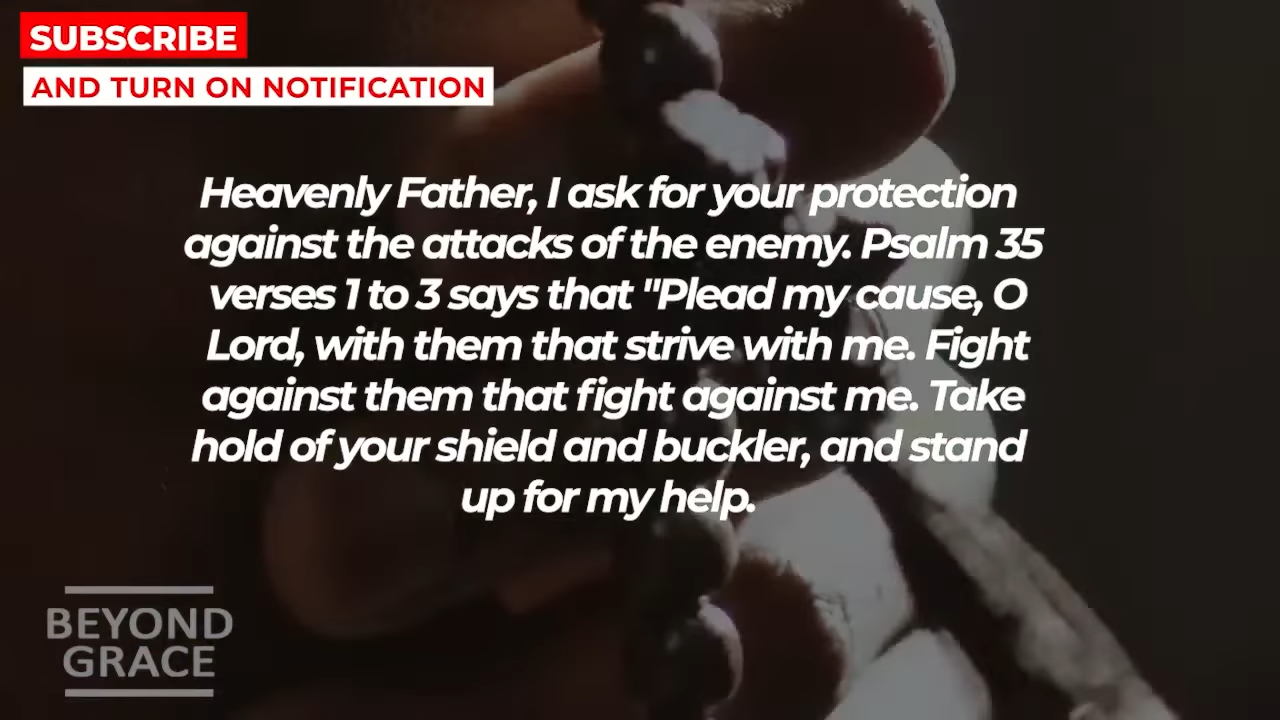 SUBSCRIBE
AND TURN ON NOTIFICATION
Heavenly Father, I ask for your protection
against the attacks of the enemy. Psalm 35
verses 1 to 3 says that "Plead my cause, O
Lord, with them that strive with me. Fight
against them that fight against me. Take
hold of your shield and buckler, and stand
up for my help.
BEYOND
GRACE